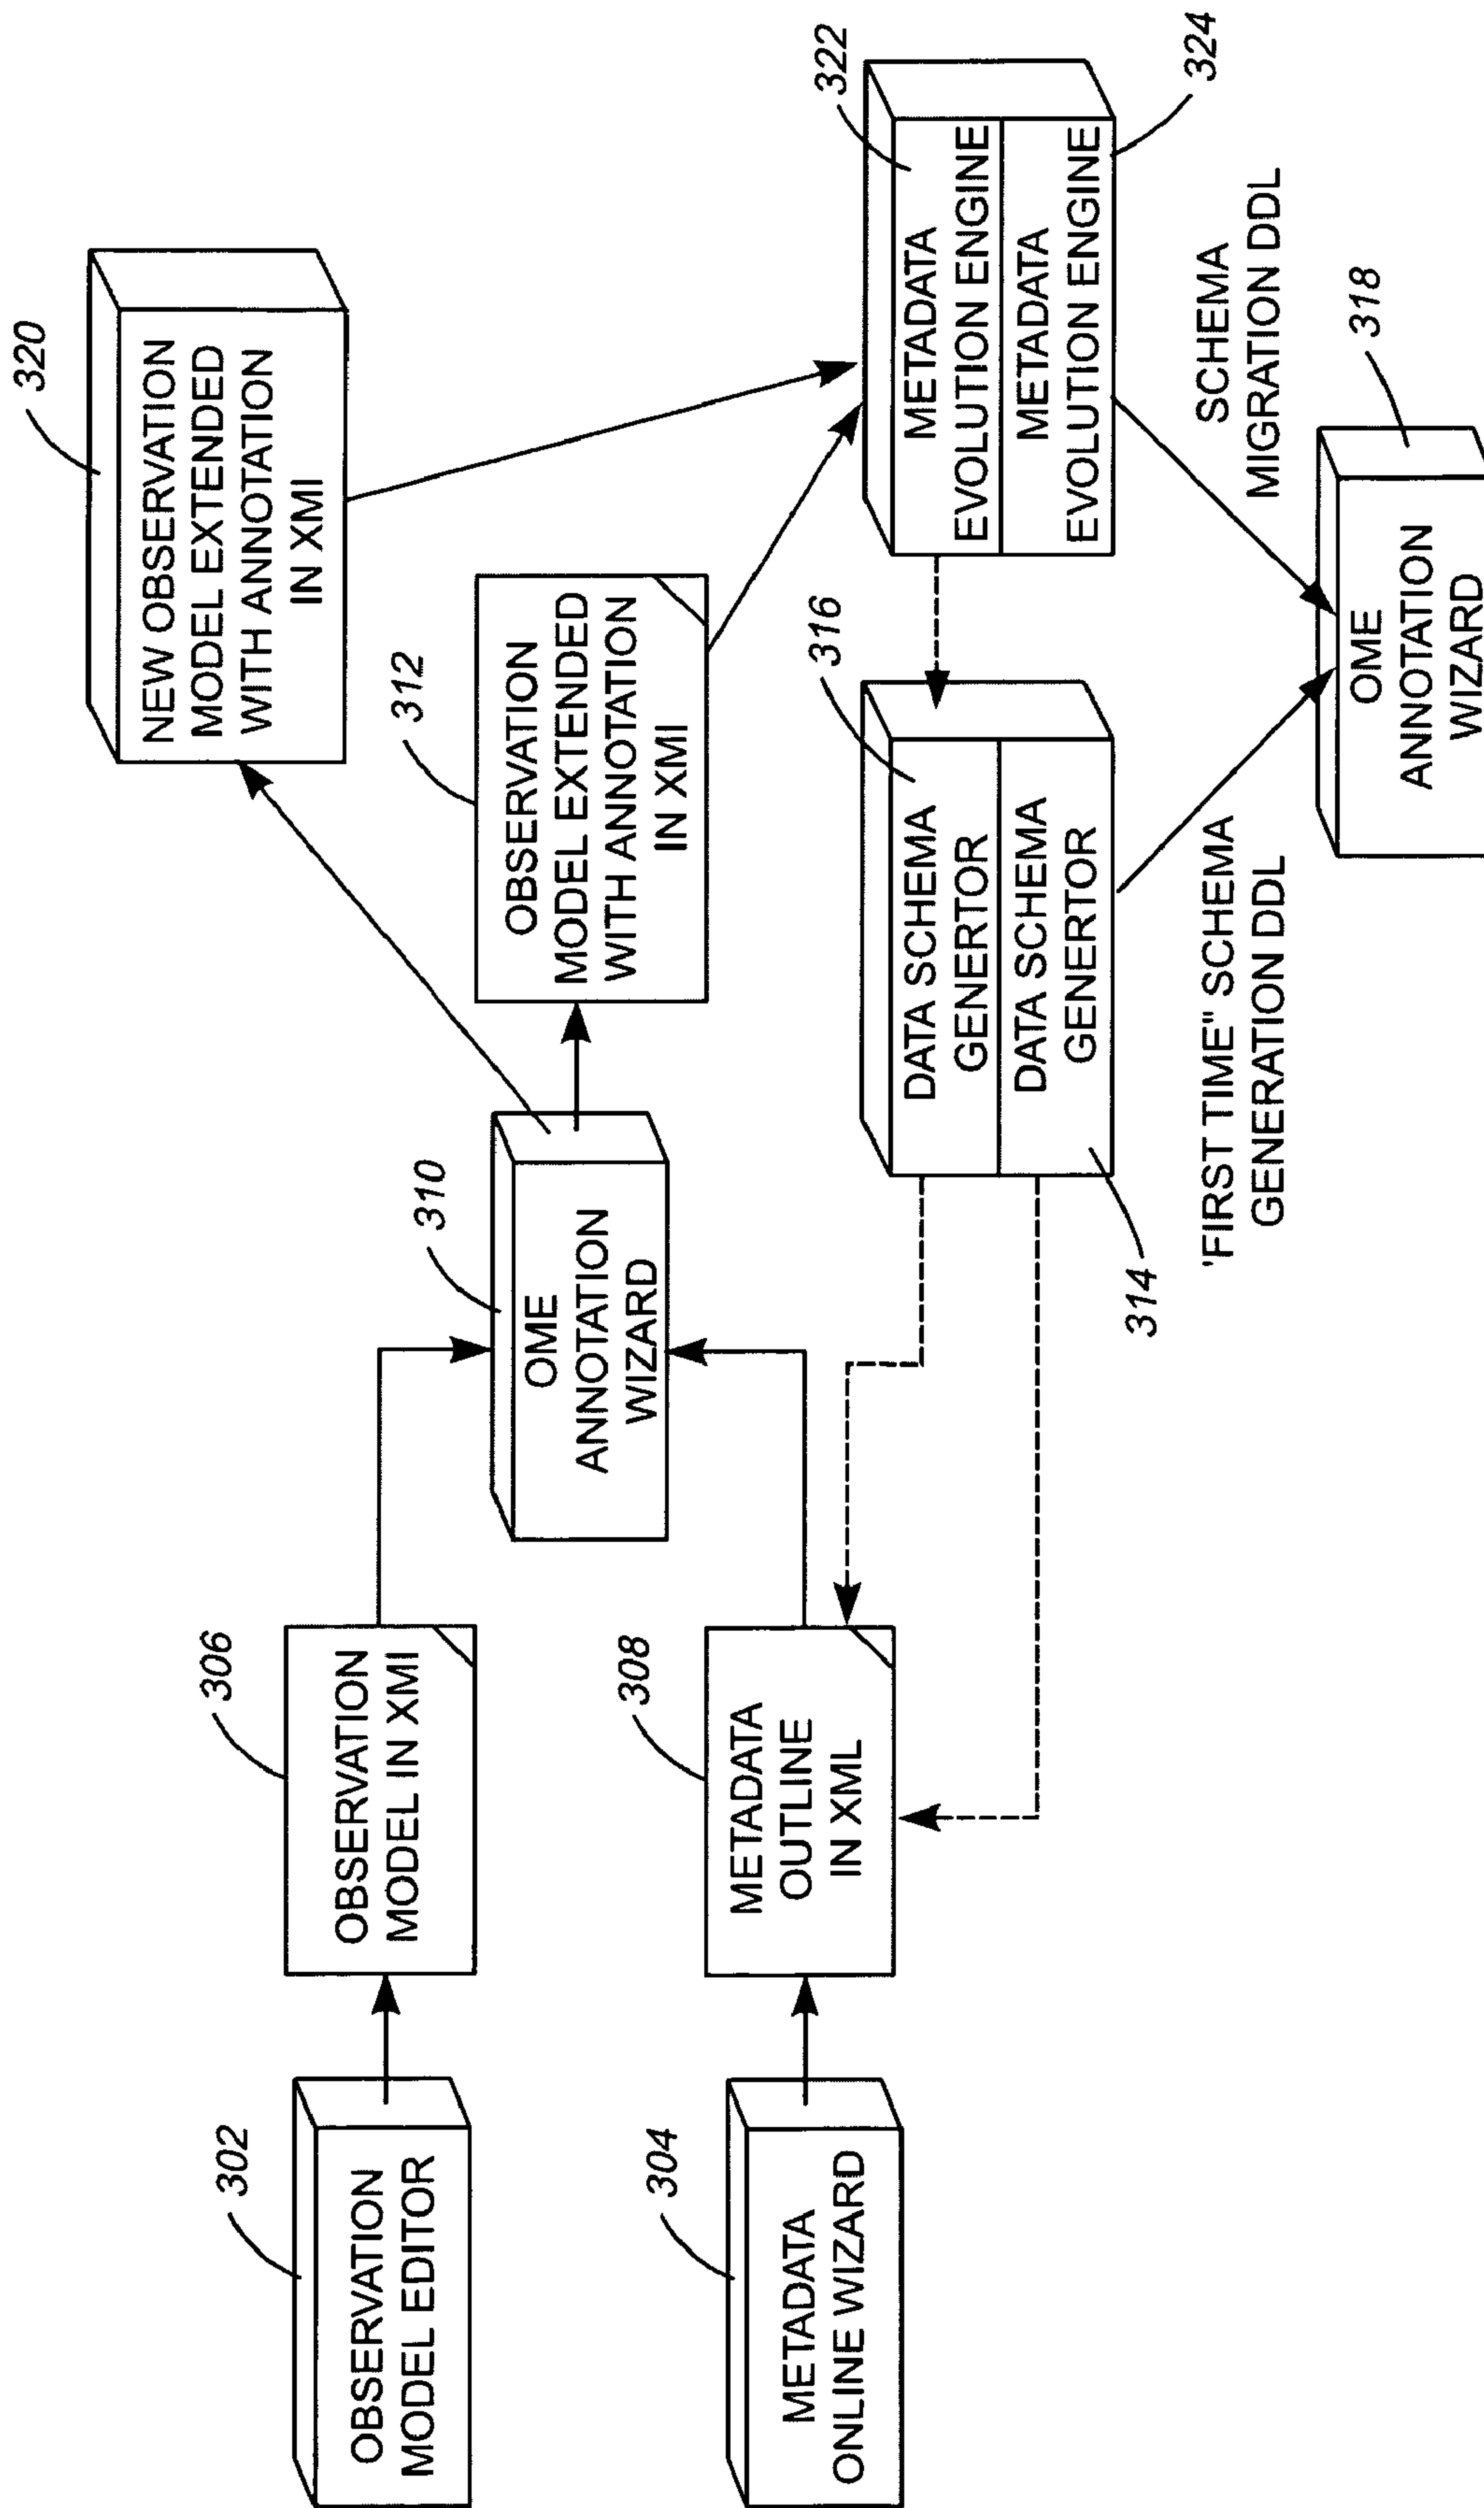 302
OBSERVATION
MODEL EDITOR
304
METADATA
ONLINE WIZARD
306
OBSERVATION
MODEL IN XMI
308
METADATA
OUTLINE
IN XML
310
OME
ANNOTATION
WIZARD
312
OBSERVATION
MODEL EXTENDED
WITH ANNOTATION
IN XMI
320
NEW OBSERVATION
MODEL EXTENDED
WITH ANNOTATION
IN XMI
316
DATA SCHEMA
GENERTOR
DATA SCHEMA
GENERTOR
314
322
METADATA
EVOLUTION ENGINE
METADATA
EVOLUTION ENGINE
324
'FIRST TIME" SCHEMA
GENERATION DDL
SCHEMA
MIGRATION DDL
318
OME
ANNOTATION
WIZARD